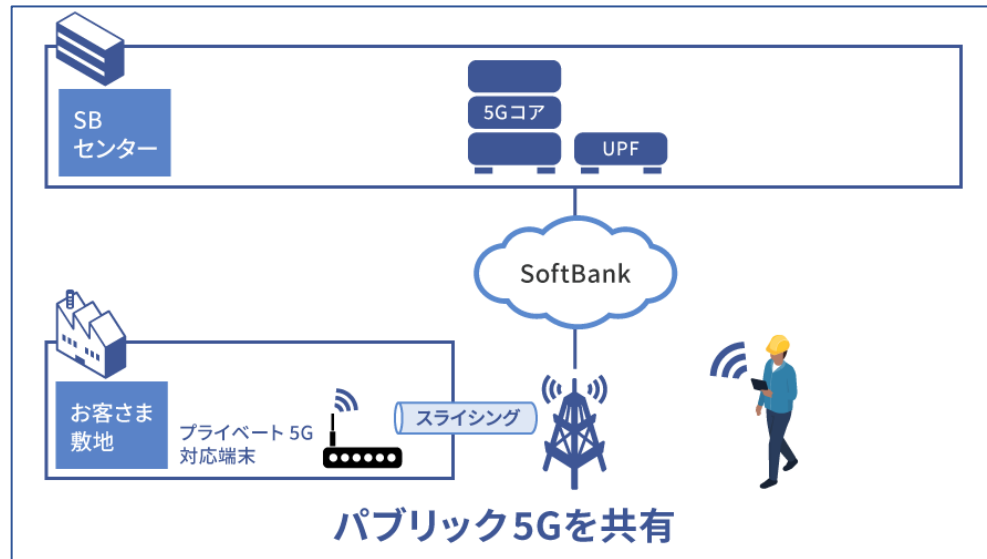 SB
センター
5Gコア
UPF
SoftBank
お客さま
敷地
プライベート 5G
対応端末
スライシング
パブリック5Gを共有